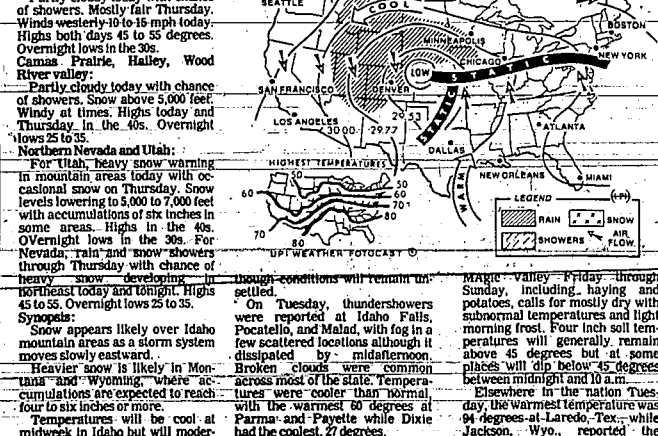 of showers. Mostly fair Thursday.
Winds westerly 10 to 15 mph today.
Highs both days 45 to 55 degrees.
Overnight lows in the 30s.
Camas Prairie, Hailey, Wood
River valley:
Partly cloudy today with chance
of showers. Snow above 5,000 feet.
Windy at times. Highs today and
Thursday in the 40s. Overnight
lows 25 to 35.
Northern Nevada and Utah:
For Utah, heavy snow warning
in mountain areas today with oc-
casional snow on Thursday. Snow
levels lowering to 5,000 to 7,000 feet
with accumulations of six inches in
some areas. Highs in the 40s.
OVernight lows in the 30s. For
Nevada, rain and snow showers
through Thursday with chance of
heavy snow developing in
northeast today and tonight. Highs
45 to 55. Overnight lows 25 to 35.
Synopsis:
Snow appears likely over Idaho
mountain areas as a storm system
moves slowly eastward.
Heavier snow is likely in Mon-
tana and Wyoming, where ac-
cumulations are expected to reach
four to six inches or more.
Temperatures will be cool at
midweek in Idaho but will moder-
SEATTLE
COOL
BOSTON
MINNEAPOLIS
NEW YORK
CHICAGO
LOW
STATIC
SAN FRANCISCO
DENVER
29.53
LOS ANGELES
30.00
29.77
STATIC
ATLANTA
DALLAS
HIGHEST TEMPERATURES
NEW ORLEANS
MIAMI
WARM
50
50
60
60
70
80
70
80
LEGEND
RAIN
SNOW
SHOWERS
AIR
FLOW
UPI WEATHER FOTOCAST
though conditions will remain un-
settled.
On Tuesday, thundershowers
were reported at Idaho Falls,
Pocatello, and Malad, with fog in a
few scattered locations although it
dissipated by midafternoon.
Broken clouds were common
across most of the state. Tempera-
tures were cooler than normal,
with the warmest 60 degrees at
Parma and Payette while Dixie
had the coolest, 27 degrees.
MAgic Valley Friday through
Sunday, including haying and
potatoes, calls for mostly dry with
subnormal temperatures and light
morning frost. Four inch soil tem-
peratures will generally remain
above 45 degrees but at some
places will dip below 45 degrees
between midnight and 10 a.m.
Elsewhere in the nation Tues-
day, the warmest temperature was
94 degrees at Laredo, Tex., while
Jackson, Wyo., reported the